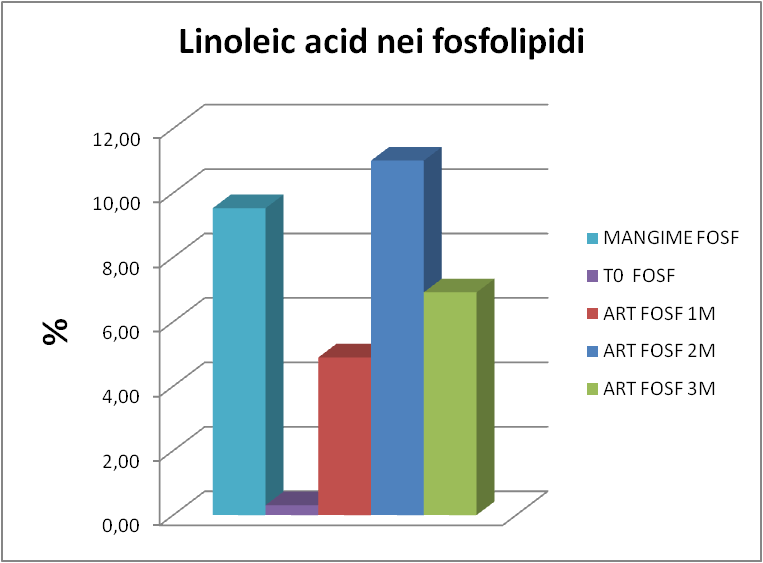 Linoleic acid nei fosfolipidi
%
12,00
10,00
8,00
6,00
4,00
2,00
0,00
MANGIME FOSF
T0 FOSF
ART FOSF 1M
ART FOSF 2M
ART FOSF 3M